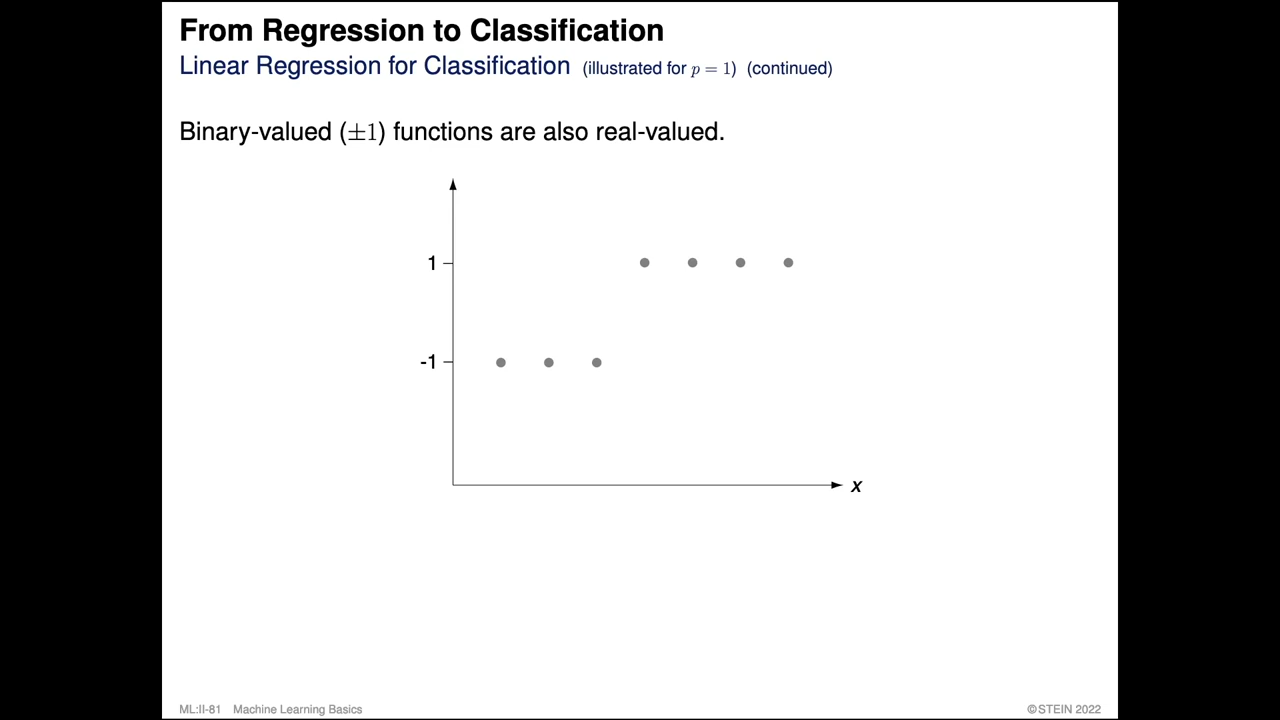 From Regression to Classification
Linear Regression for Classification (illustrated for p = 1) (continued)
Binary-valued (±1) functions are also real-valued.
1
-1
x
ML:II-81 Machine Learning Basics
©STEIN 2022